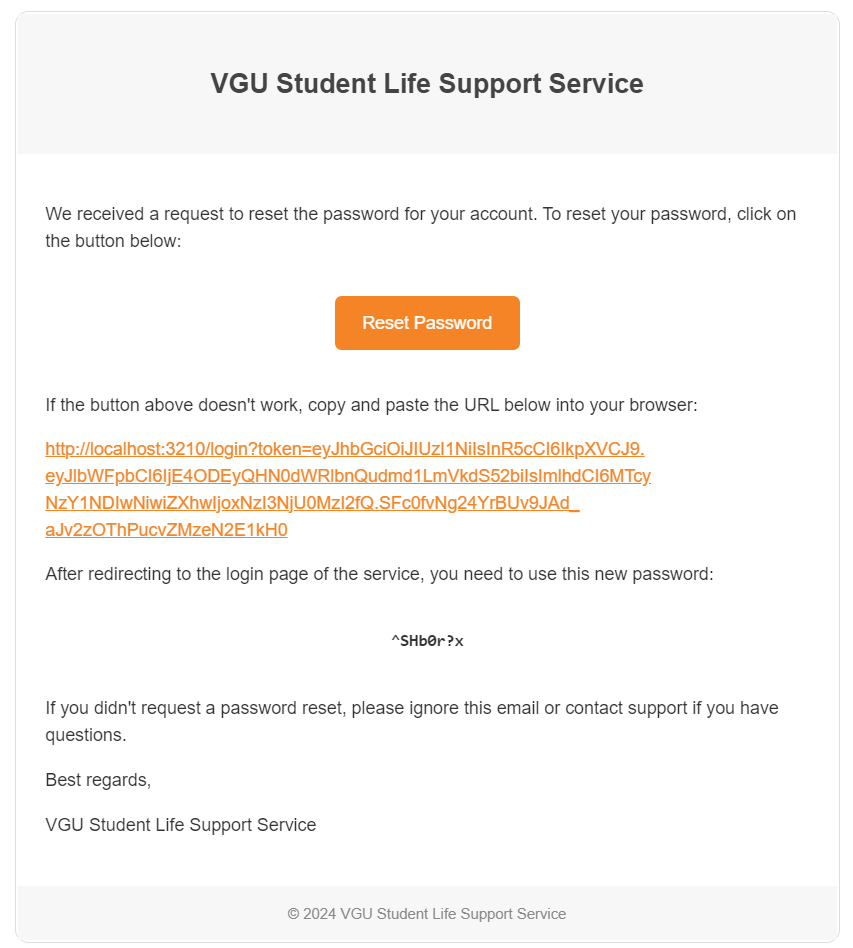 VGU Student Life Support Service
We received a request to reset the password for your account. To reset your password, click on
the button below:
Reset Password
If the button above doesn't work, copy and paste the URL below into your browser:
http://localhost:3210/login?token=eyJhbGciOiJIUzI1NiIsInR5cCI6IkpXVCJ9.
eyJlbWFpbCI6IjE4ODEyQHN0dWRlbnQudmd1LmVkdS52biIsImlhdCI6MTcy
NzY1NDIwNiwiZXhwIjoxNzI3NjU0MzI2fQ.SFc0fvNg24YrBUv9JAd_
aJv2zOThPucvZMzeN2E1kH0
After redirecting to the login page of the service, you need to use this new password:
^SHb0r?x
If you didn't request a password reset, please ignore this email or contact support if you have
questions.
Best regards,
VGU Student Life Support Service
© 2024 VGU Student Life Support Service